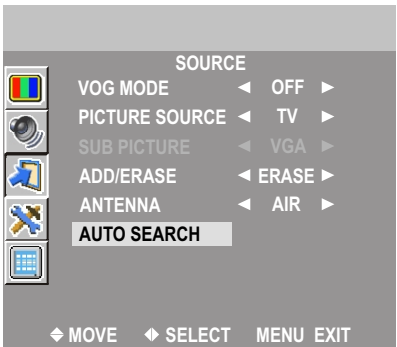 SOURCE
VOG MODE ◄ OFF ►
PICTURE SOURCE ◄ TV ►
SUB PICTURE ◄ VGA ►
ADD/ERASE ◄ ERASE ►
ANTENNA ◄ AIR ►
AUTO SEARCH
MOVE SELECT MENU EXIT